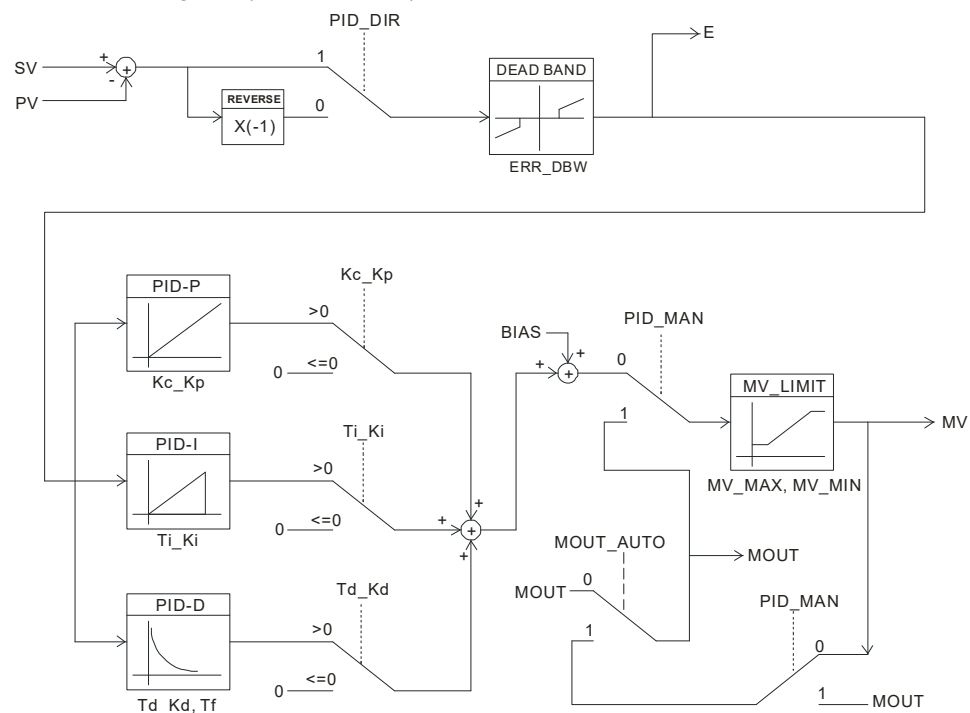 PID_DIR
E
1
SV
+
+
-
PV
REVERSE
X(-1)
0
DEAD BAND
ERR_DBW
PID-P
Kc_Kp
Kc_Kp
>0
0
<=0
BIAS
+
+
+
PID_MAN
0
1
MV_LIMIT
MV
MV_MAX, MV_MIN
PID-I
Ti_Ki
Ti_Ki
>0
0
<=0
+
+
+
+
MOUT_AUTO
MOUT
0
1
MOUT
PID-D
Td_Kd, Tf
Td_Kd
>0
0
<=0
PID_MAN
0
1
MOUT